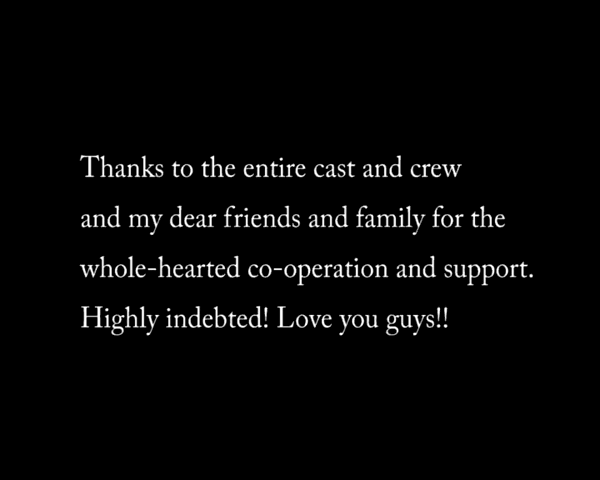 Thanks to the entire cast and crew
and my dear friends and family for the
whole-hearted co-operation and support.
Highly indebted! Love you guys!!